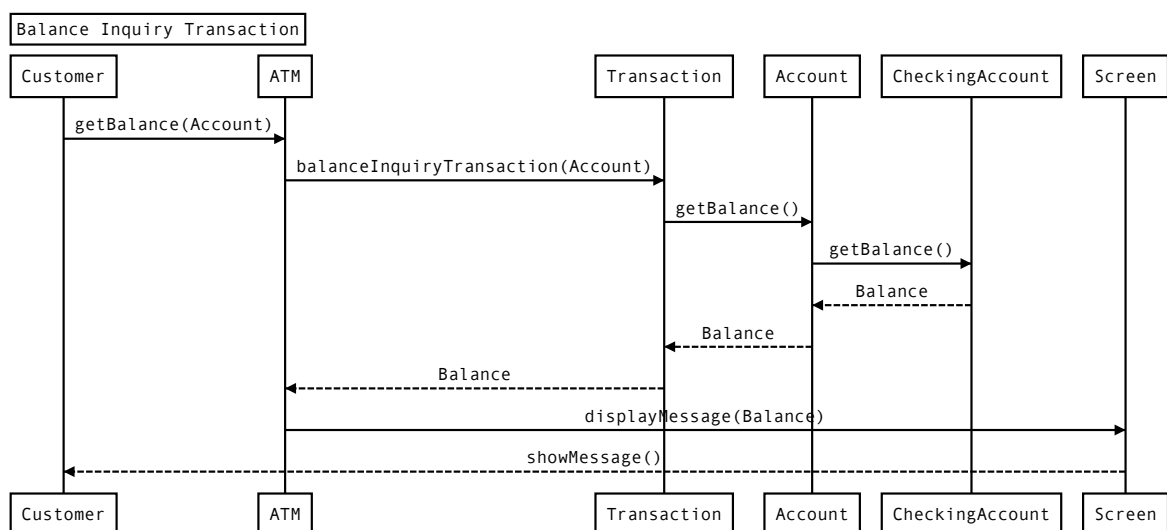 Balance Inquiry Transaction
Customer ATM Transaction Account CheckingAccount Screen
getBalance(Account)
balanceInquiryTransaction(Account)
getBalance()
getBalance()
Balance
Balance
Balance
displayMessage(Balance)
showMessage()
Customer ATM Transaction Account CheckingAccount Screen